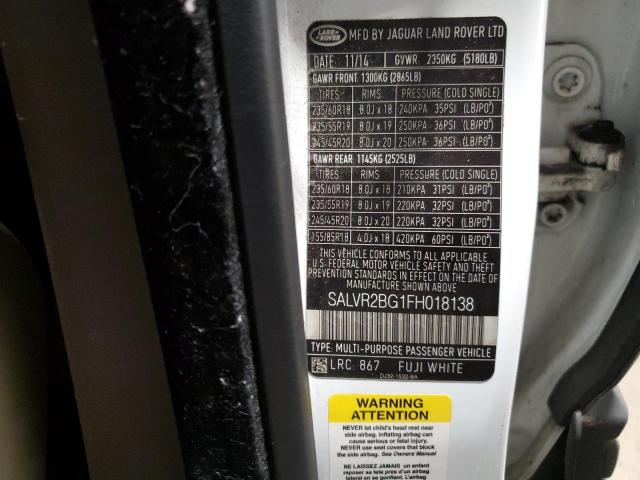 LAND ROVER
MFD BY JAGUAR LAND ROVER LTD
DATE: 11/14 GVWR: 2350KG (5180LB)
GAWR FRONT: 1300KG (2865LB)
TIRES RIMS PRESSURE (COLD SINGLE)
235/60R18 8.0J x 18 240KPA 35PSI (LB/PO²)
235/55R19 8.0J x 19 250KPA 36PSI (LB/PO²)
245/45R20 8.0J x 20 250KPA 36PSI (LB/PO²)
GAWR REAR: 1145KG (2525LB)
TIRES RIMS PRESSURE (COLD SINGLE)
235/60R18 8.0J x 18 210KPA 31PSI (LB/PO²)
235/55R19 8.0J x 19 220KPA 32PSI (LB/PO²)
245/45R20 8.0J x 20 220KPA 32PSI (LB/PO²)
155/85R18 4.0J x 18 420KPA 60PSI (LB/PO²)
THIS VEHICLE CONFORMS TO ALL APPLICABLE
U.S. FEDERAL MOTOR VEHICLE SAFETY AND THEFT
PREVENTION STANDARDS IN EFFECT ON THE DATE OF
MANUFACTURE SHOWN ABOVE.
SALVR2BG1FH018138
TYPE: MULTI-PURPOSE PASSENGER VEHICLE
LRC: 867 FUJI WHITE
DJ32-1532-BA
WARNING
ATTENTION
NEVER let child's head rest near
side airbag. Inflating airbag can cause
serious or fatal injury.
NEVER use seat covers that block
the side airbag. See Owners Manual
NE LAISSEZ JAMAIS un enfant
reposer sa tete pres d'un airbag